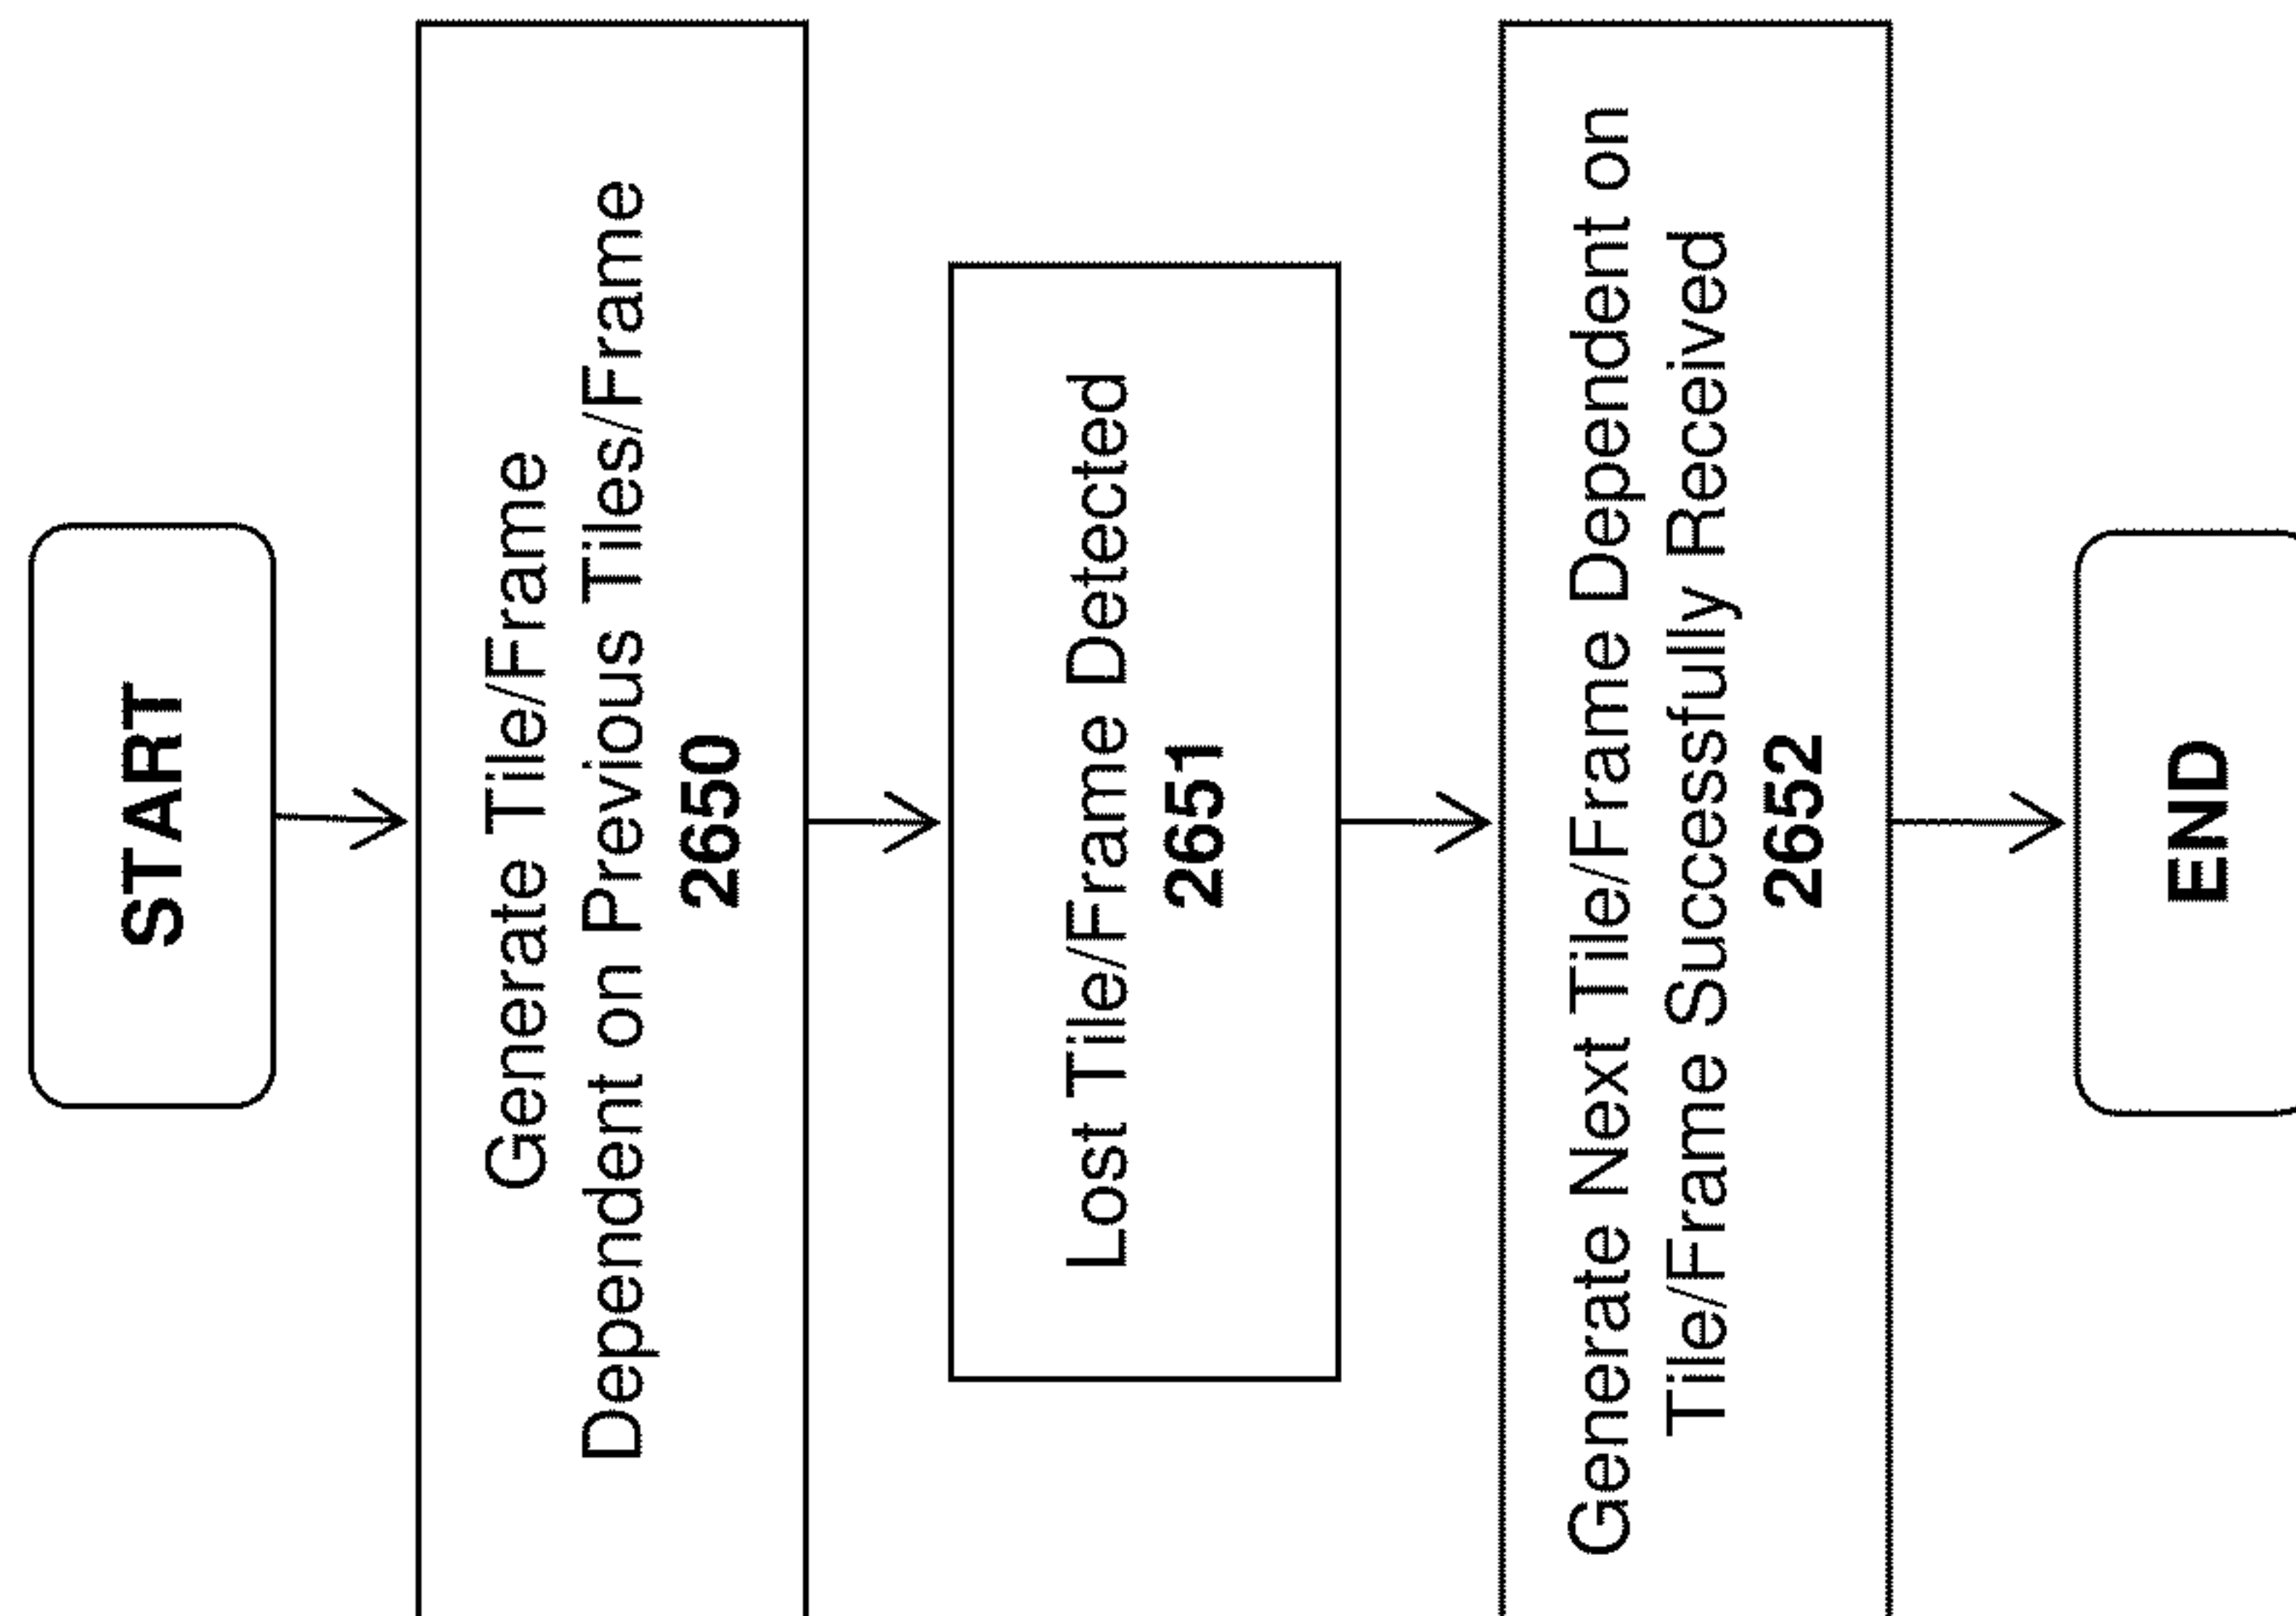 START
Generate Tile/Frame
Dependent on Previous Tiles/Frame
2650
Lost Tile/Frame Detected
2651
Generate Next Tile/Frame Dependent on
Tile/Frame Successfully Received
2652
END